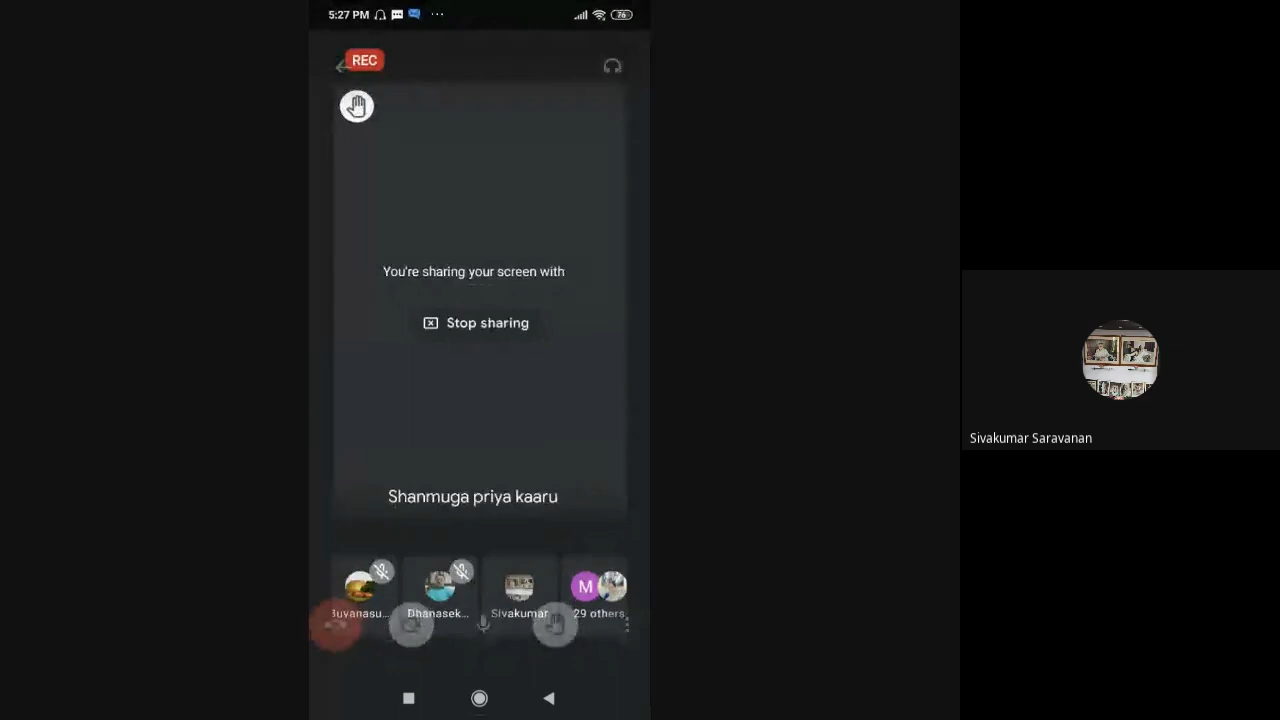 5:27 PM
76
REC
You're sharing your screen with
Stop sharing
Shanmuga priya kaaru
Dhanasek...
Sivakumar
M
29 others
Sivakumar Saravanan